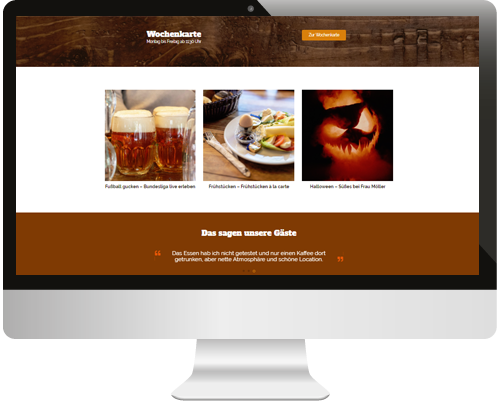 Wochenkarte
Montag bis Freitag ab 11:30 Uhr
Zur Wochenkarte
Fußball gucken – Bundesliga live erleben
Frühstücken – Frühstücken à la carte
Halloween – Süßes bei Frau Möller
Das sagen unsere Gäste
“ Das Essen hab ich nicht getestet und nur einen Kaffee dort
getrunken, aber nette Atmosphäre und schöne Location. ”